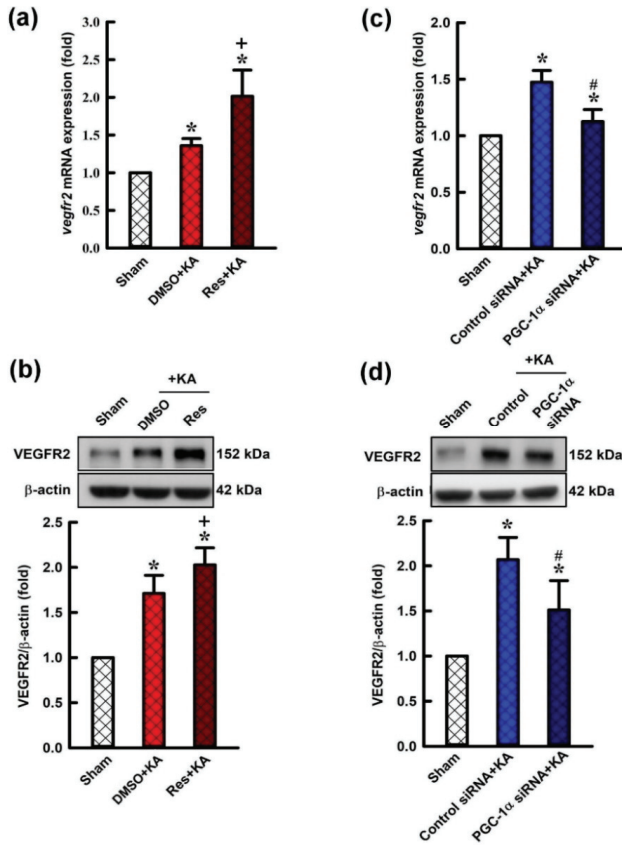 (a)
vegfr2 mRNA expression (fold)
3.0
2.5
2.0
1.5
1.0
0.5
0.0
*
+
*
Sham
DMSO+KA
Res+KA
(c)
vegfr2 mRNA expression (fold)
2.0
1.5
1.0
0.5
0.0
*
#
*
Sham
Control siRNA+KA
PGC-1α siRNA+KA
(b)
+KA
Sham
DMSO
Res
VEGFR2
152 kDa
β-actin
42 kDa
VEGFR2/β-actin (fold)
2.5
2.0
1.5
1.0
0.5
0.0
*
+
*
Sham
DMSO+KA
Res+KA
(d)
+KA
Sham
Control
PGC-1α
siRNA
VEGFR2
152 kDa
β-actin
42 kDa
VEGFR2/β-actin (fold)
2.5
2.0
1.5
1.0
0.5
0.0
*
#
*
Sham
Control siRNA+KA
PGC-1α siRNA+KA